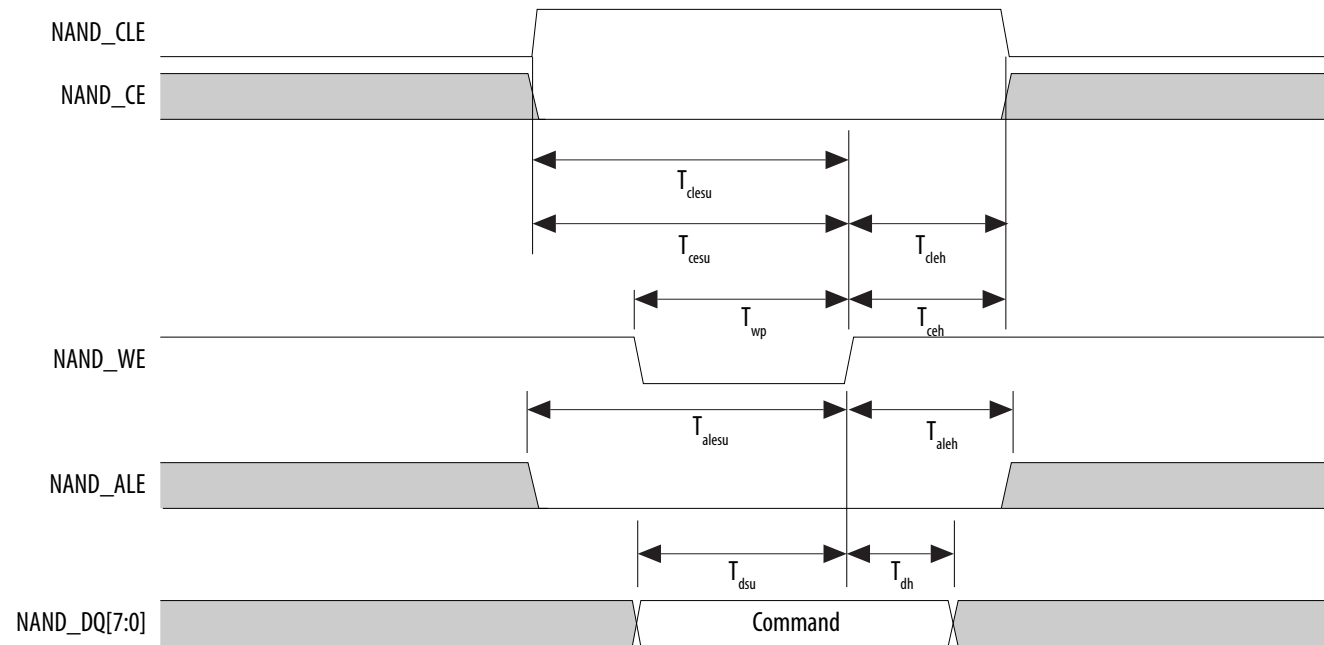 NAND_CLE
NAND_CE
T_clesu
T_cesu T_cleh
T_wp T_ceh
NAND_WE
T_alesu T_aleh
NAND_ALE
T_dsu T_dh
NAND_DQ[7:0] Command